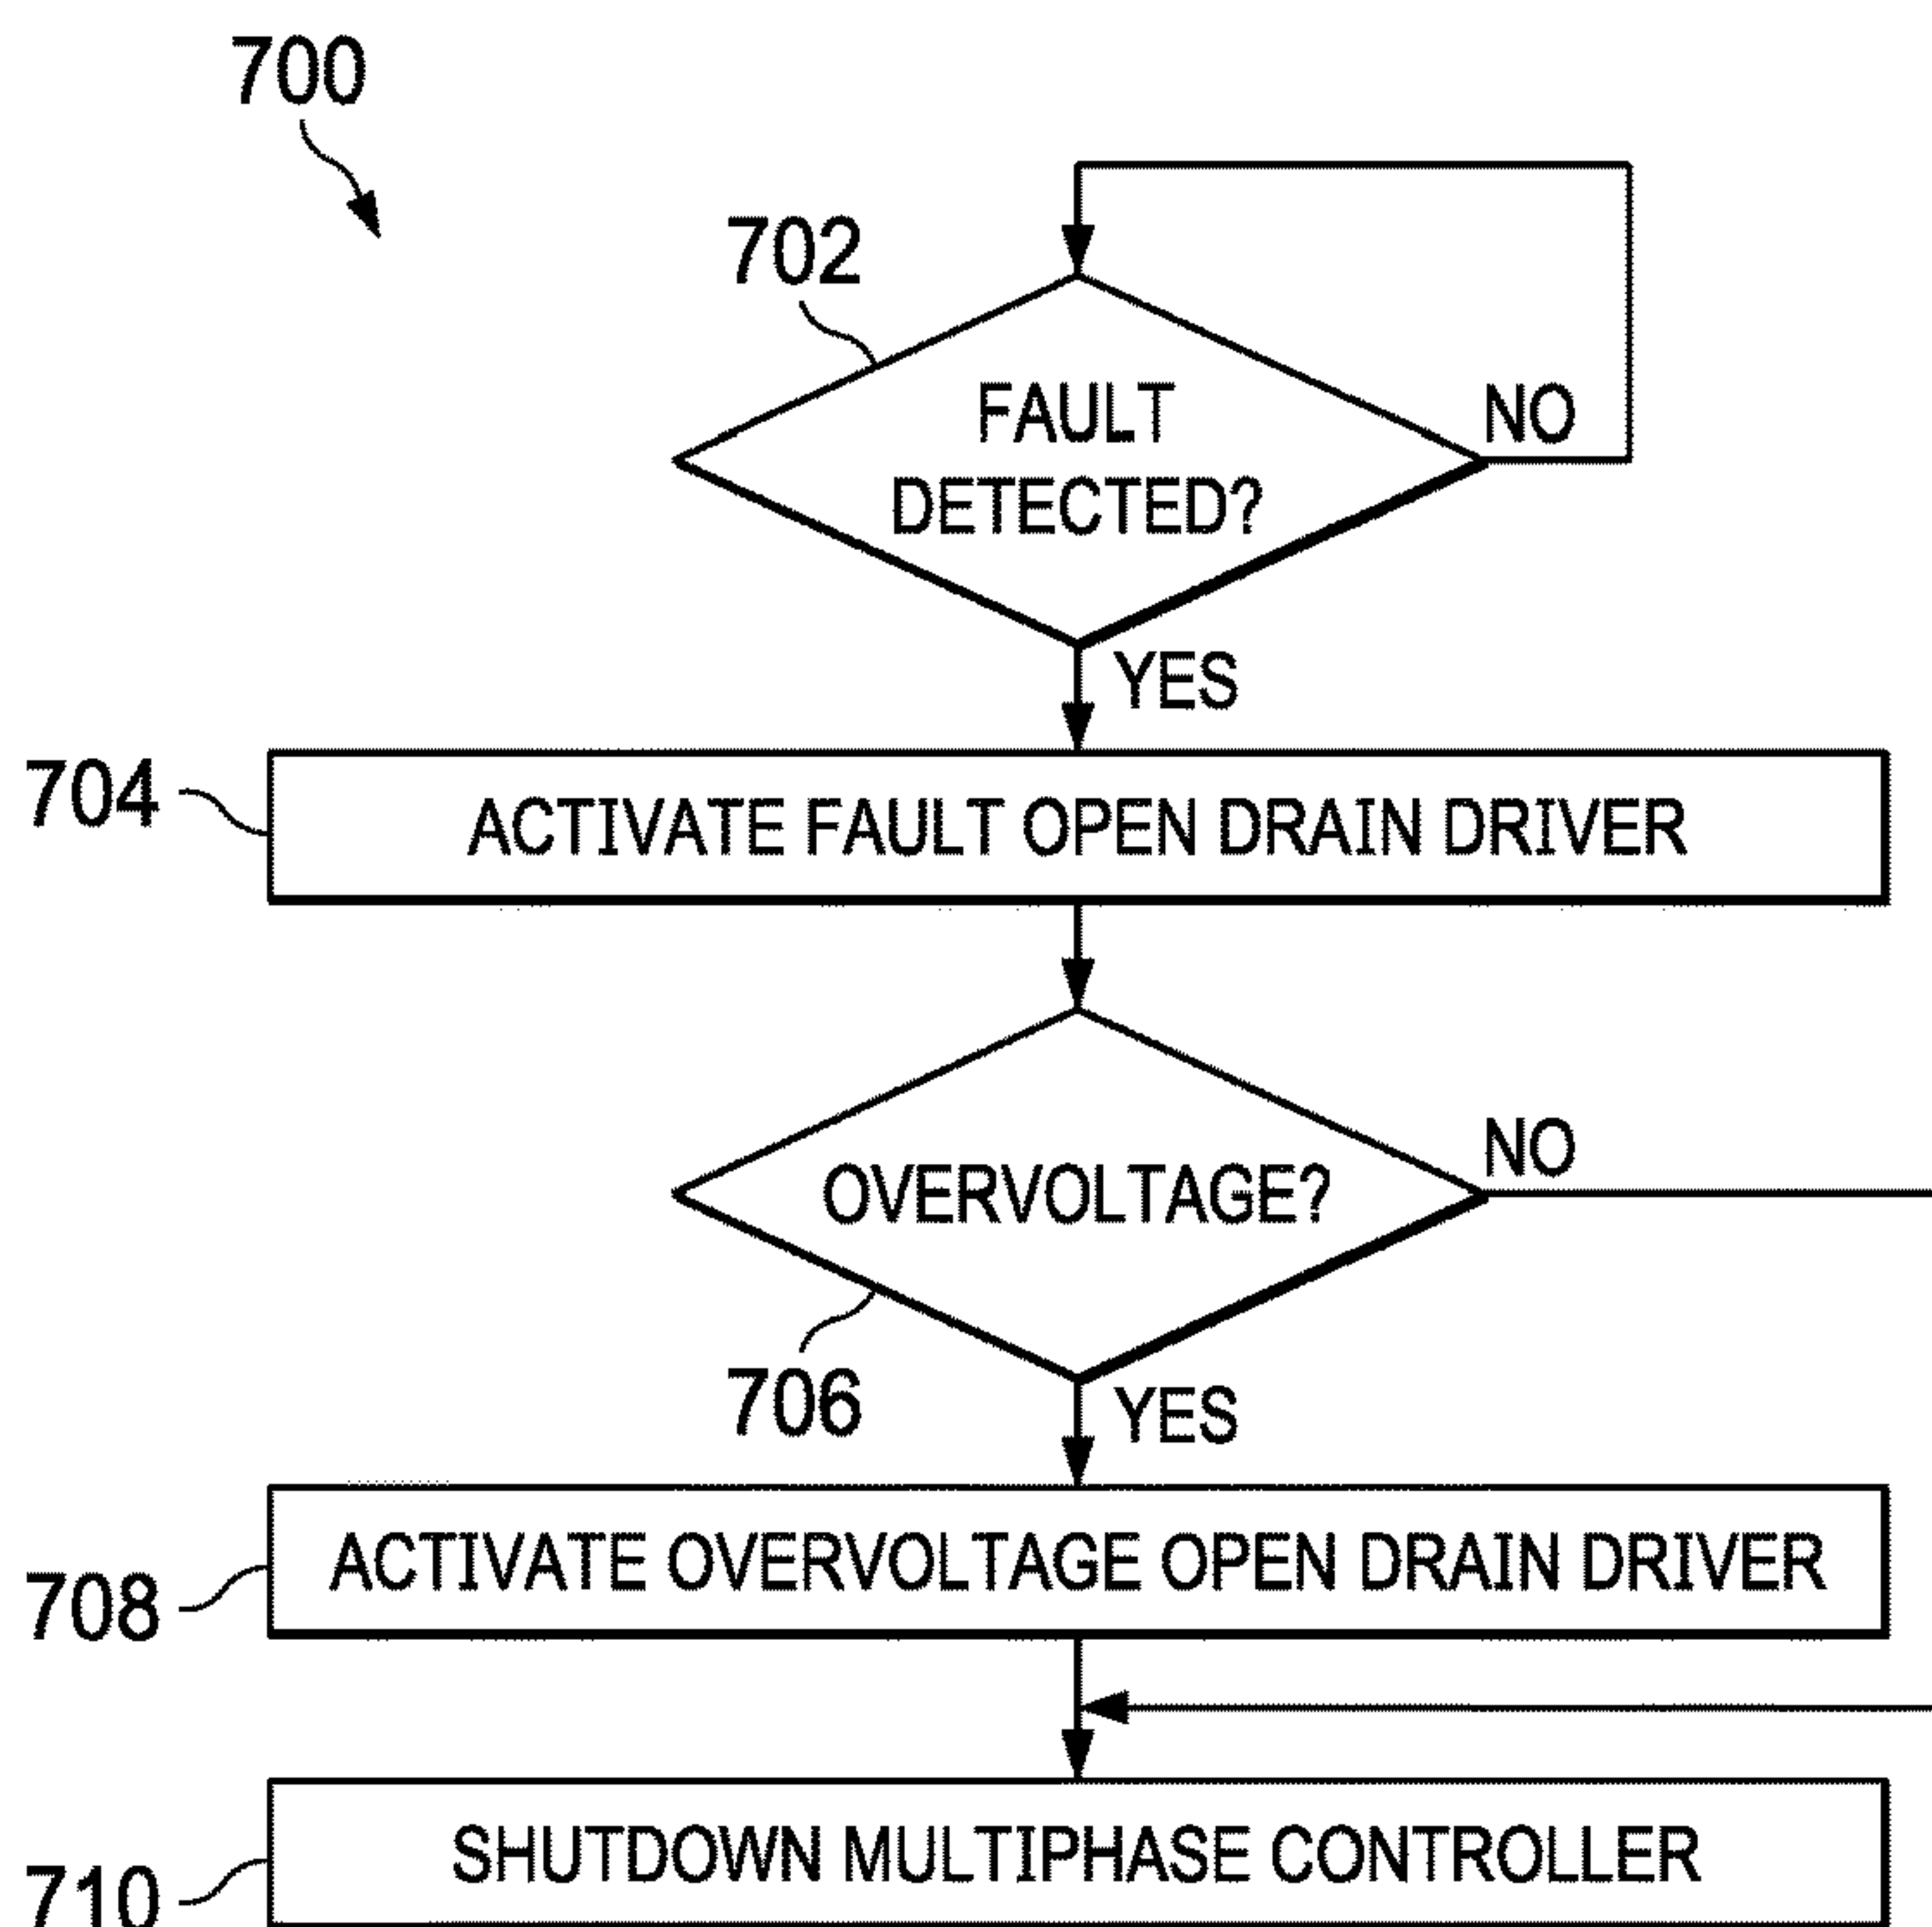 700
702
FAULT
DETECTED?
NO
YES
704
ACTIVATE FAULT OPEN DRAIN DRIVER
OVERVOLTAGE?
NO
706
YES
708
ACTIVATE OVERVOLTAGE OPEN DRAIN DRIVER
710
SHUTDOWN MULTIPHASE CONTROLLER